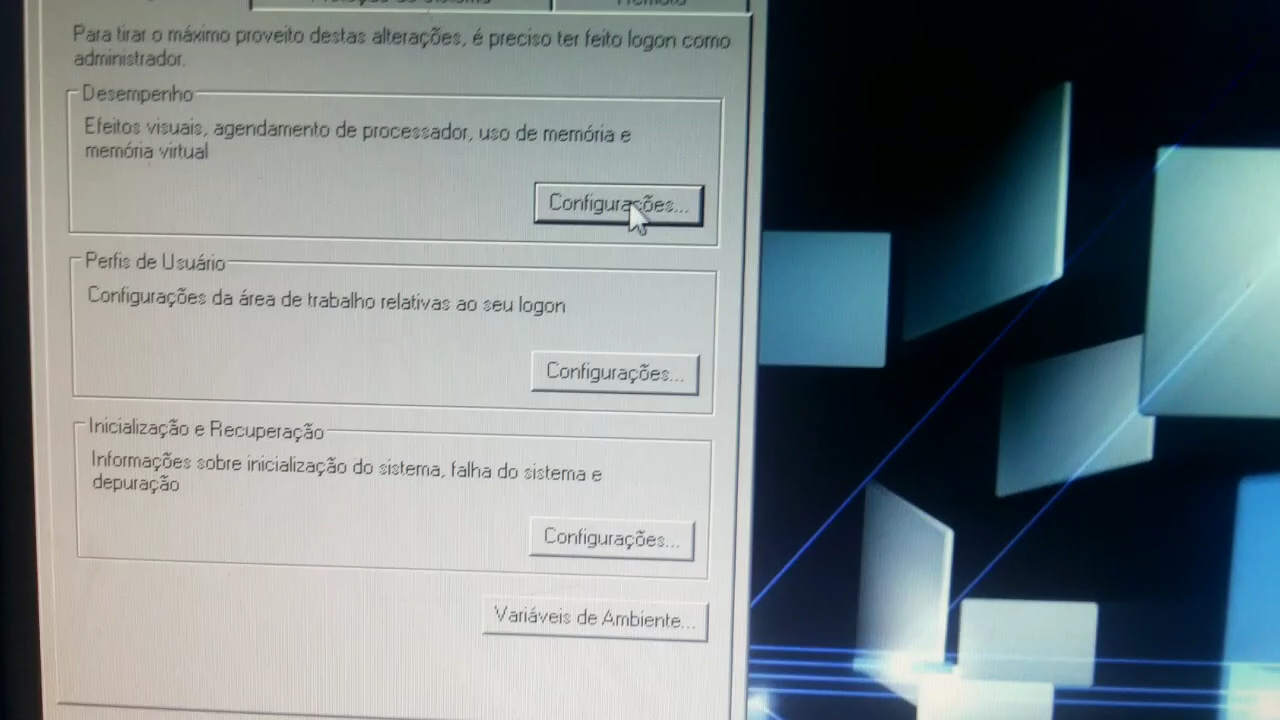 Para tirar o máximo proveito destas alterações, é preciso ter feito logon como
administrador.
Desempenho
Efeitos visuais, agendamento de processador, uso de memória e
memória virtual
Configurações...
Perfis de Usuário
Configurações da área de trabalho relativas ao seu logon
Configurações...
Inicialização e Recuperação
Informações sobre inicialização do sistema, falha do sistema e
depuração
Configurações...
Variáveis de Ambiente...